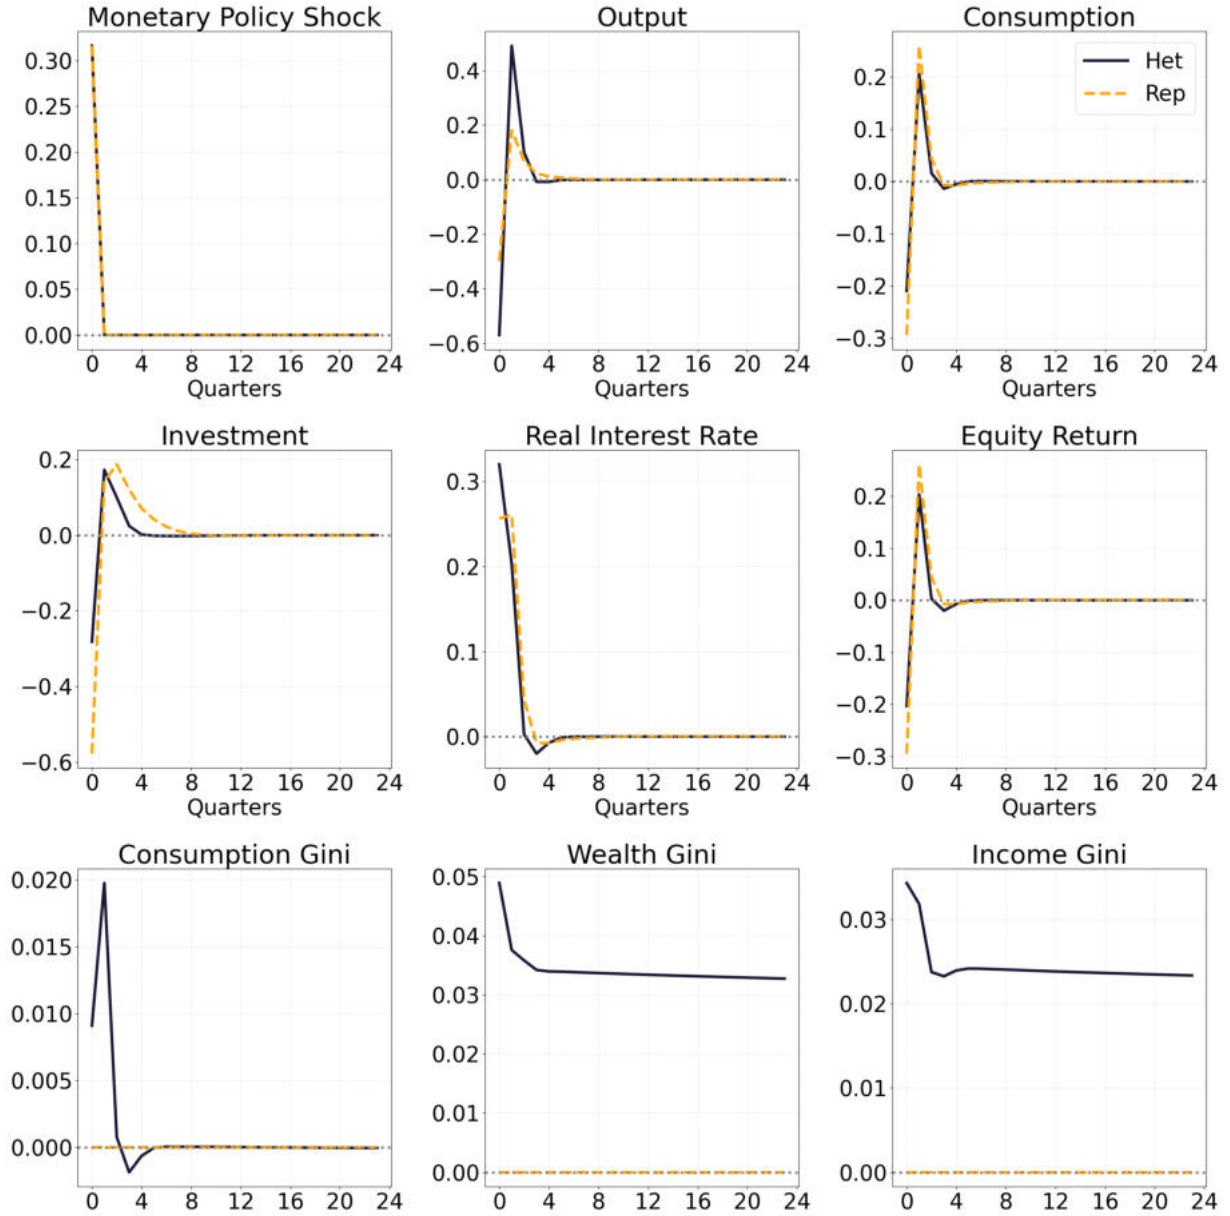 Monetary Policy Shock
0.30
0.25
0.20
0.15
0.10
0.05
0.00
0 4 8 12 16 20 24
Quarters
Output
0.4
0.2
0.0
−0.2
−0.4
−0.6
0 4 8 12 16 20 24
Quarters
Consumption
Het
Rep
0.2
0.1
0.0
−0.1
−0.2
−0.3
0 4 8 12 16 20 24
Quarters
Investment
0.2
0.0
−0.2
−0.4
−0.6
0 4 8 12 16 20 24
Quarters
Real Interest Rate
0.3
0.2
0.1
0.0
0 4 8 12 16 20 24
Quarters
Equity Return
0.2
0.1
0.0
−0.1
−0.2
−0.3
0 4 8 12 16 20 24
Quarters
Consumption Gini
0.020
0.015
0.010
0.005
0.000
0 4 8 12 16 20 24
Wealth Gini
0.05
0.04
0.03
0.02
0.01
0.00
0 4 8 12 16 20 24
Income Gini
0.03
0.02
0.01
0.00
0 4 8 12 16 20 24